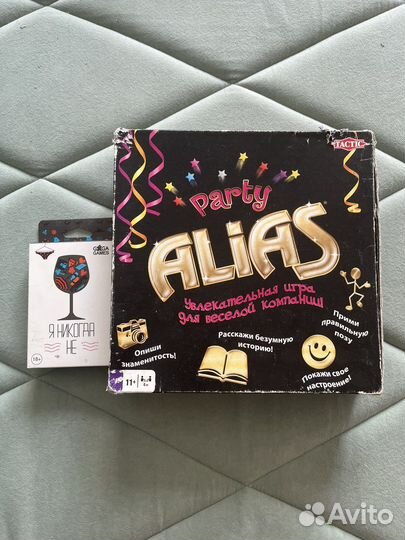 TACTIC
Party
ALIAS
Увлекательная игра
для веселой компании!
Прими
правильную
позу
Опиши
знаменитость!
Расскажи безумную
историю!
Покажи свое
настроение!
11+
4+
GAGA
GAMES
Я НИКОГДА
НЕ
18+
Avito